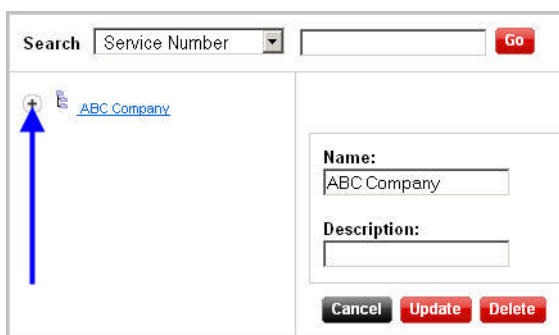 Search Service Number Go
ABC Company
Name:
ABC Company
Description:
Cancel Update Delete